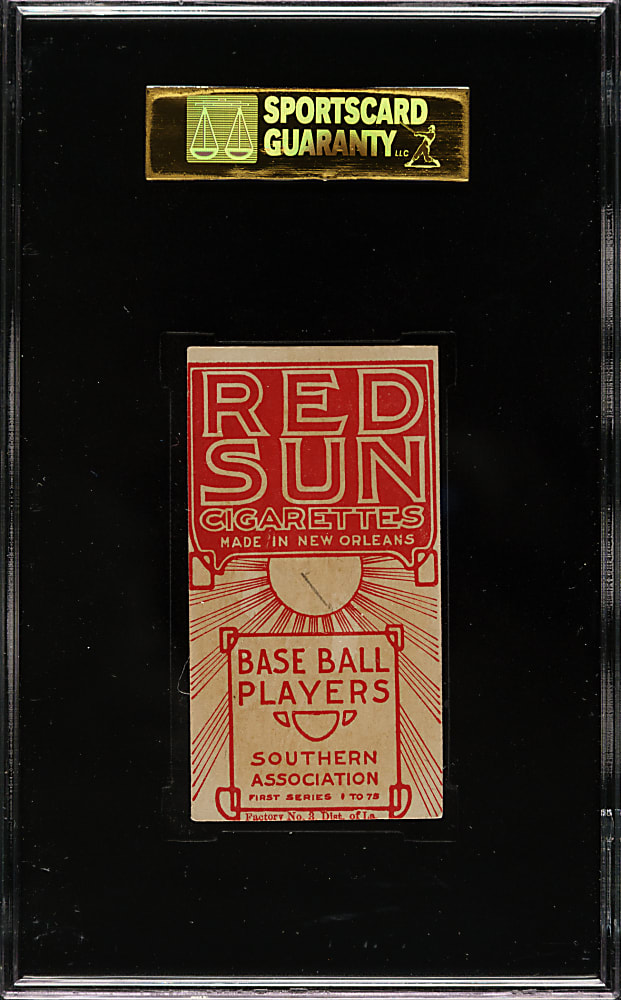 SPORTSCARD
GUARANTY LLC
RED
SUN
CIGARETTES
MADE IN NEW ORLEANS
BASE BALL
PLAYERS
SOUTHERN
ASSOCIATION
FIRST SERIES 1 TO 75
Factory No. 3 Dist. of La.